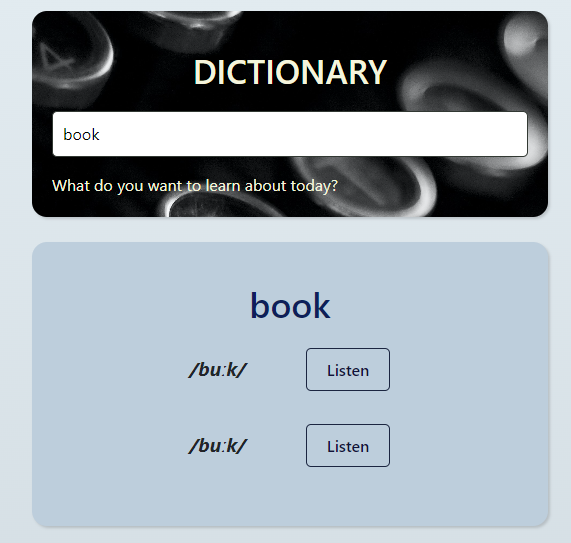 DICTIONARY
book
What do you want to learn about today?
book
/buːk/ Listen
/buːk/ Listen